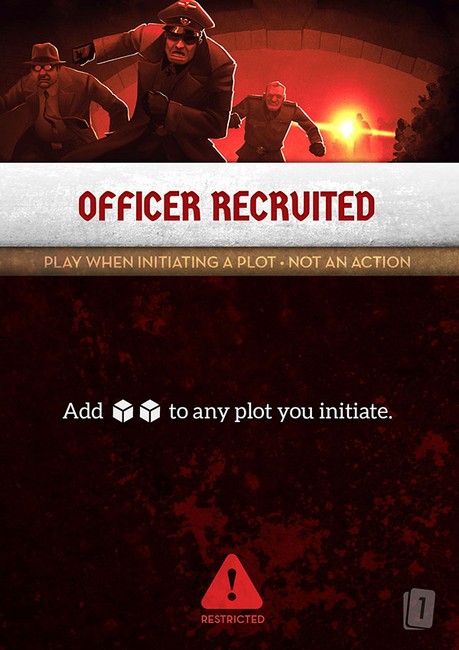 OFFICER RECRUITED
PLAY WHEN INITIATING A PLOT • NOT AN ACTION
Add to any plot you initiate.
RESTRICTED
1